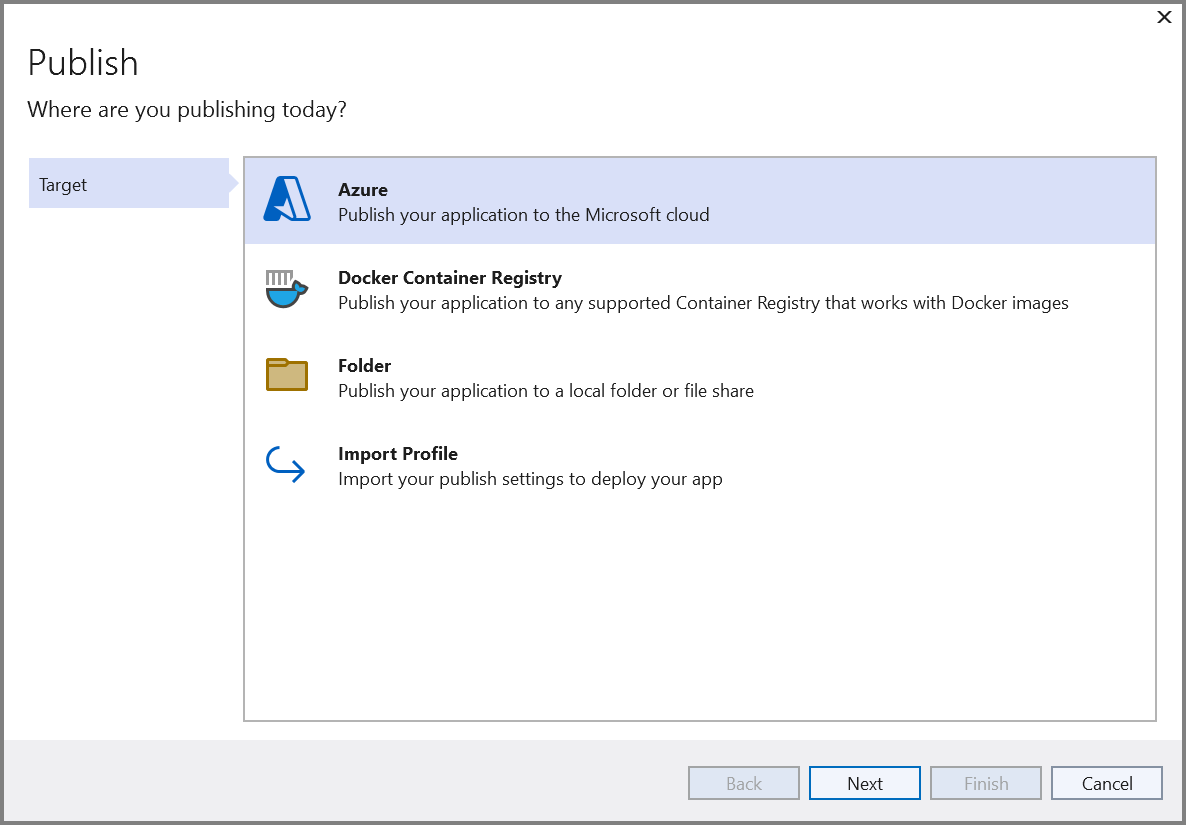 Publish
Where are you publishing today?
Target
Azure
Publish your application to the Microsoft cloud
Docker Container Registry
Publish your application to any supported Container Registry that works with Docker images
Folder
Publish your application to a local folder or file share
Import Profile
Import your publish settings to deploy your app
Back
Next
Finish
Cancel